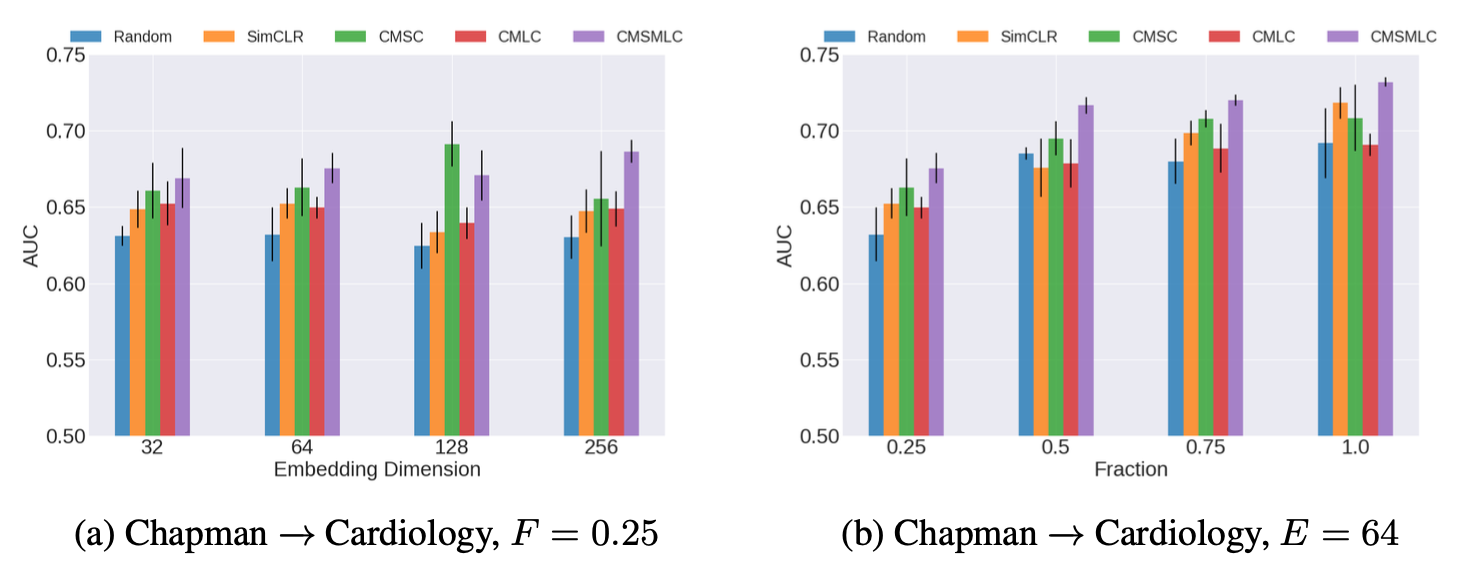 Random SimCLR CMSC CMLC CMSMLC
0.75
0.70
0.65
0.60
0.55
0.50
AUC
32 64 128 256
Embedding Dimension
(a) Chapman → Cardiology, F = 0.25
Random SimCLR CMSC CMLC CMSMLC
0.75
0.70
0.65
0.60
0.55
0.50
AUC
0.25 0.5 0.75 1.0
Fraction
(b) Chapman → Cardiology, E = 64